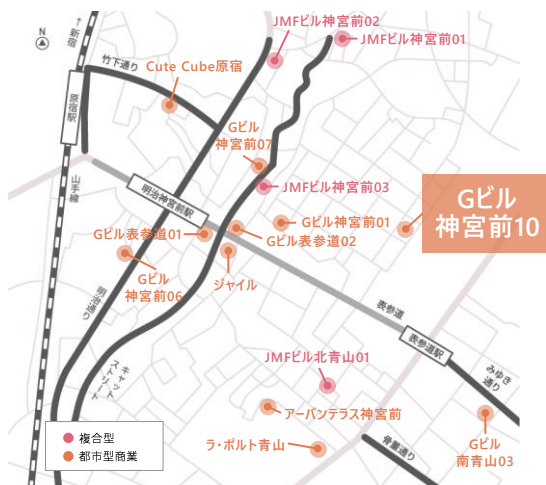 N
↑新宿
JMFビル神宮前02
JMFビル神宮前01
竹下通り
Cute Cube原宿
原宿駅
Gビル
神宮前07
山手線
明治神宮前駅
JMFビル神宮前03
Gビル
神宮前10
Gビル神宮前01
Gビル表参道01
Gビル表参道02
Gビル
神宮前06
ジャイル
明治通り
表参道
表参道駅
キャット
ストリート
JMFビル北青山01
みゆき
通り
アーバンテラス神宮前
ラ・ポルト青山
骨董通り
Gビル
南青山03
複合型
都市型商業